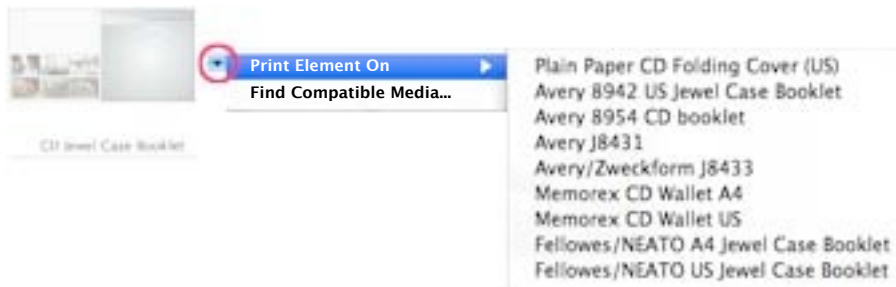 CD Jewel Case Booklet
Print Element On
Find Compatible Media...
Plain Paper CD Folding Cover (US)
Avery 8942 US Jewel Case Booklet
Avery 8954 CD booklet
Avery J8431
Avery/Zweckform J8433
Memorex CD Wallet A4
Memorex CD Wallet US
Fellowes/NEATO A4 Jewel Case Booklet
Fellowes/NEATO US Jewel Case Booklet